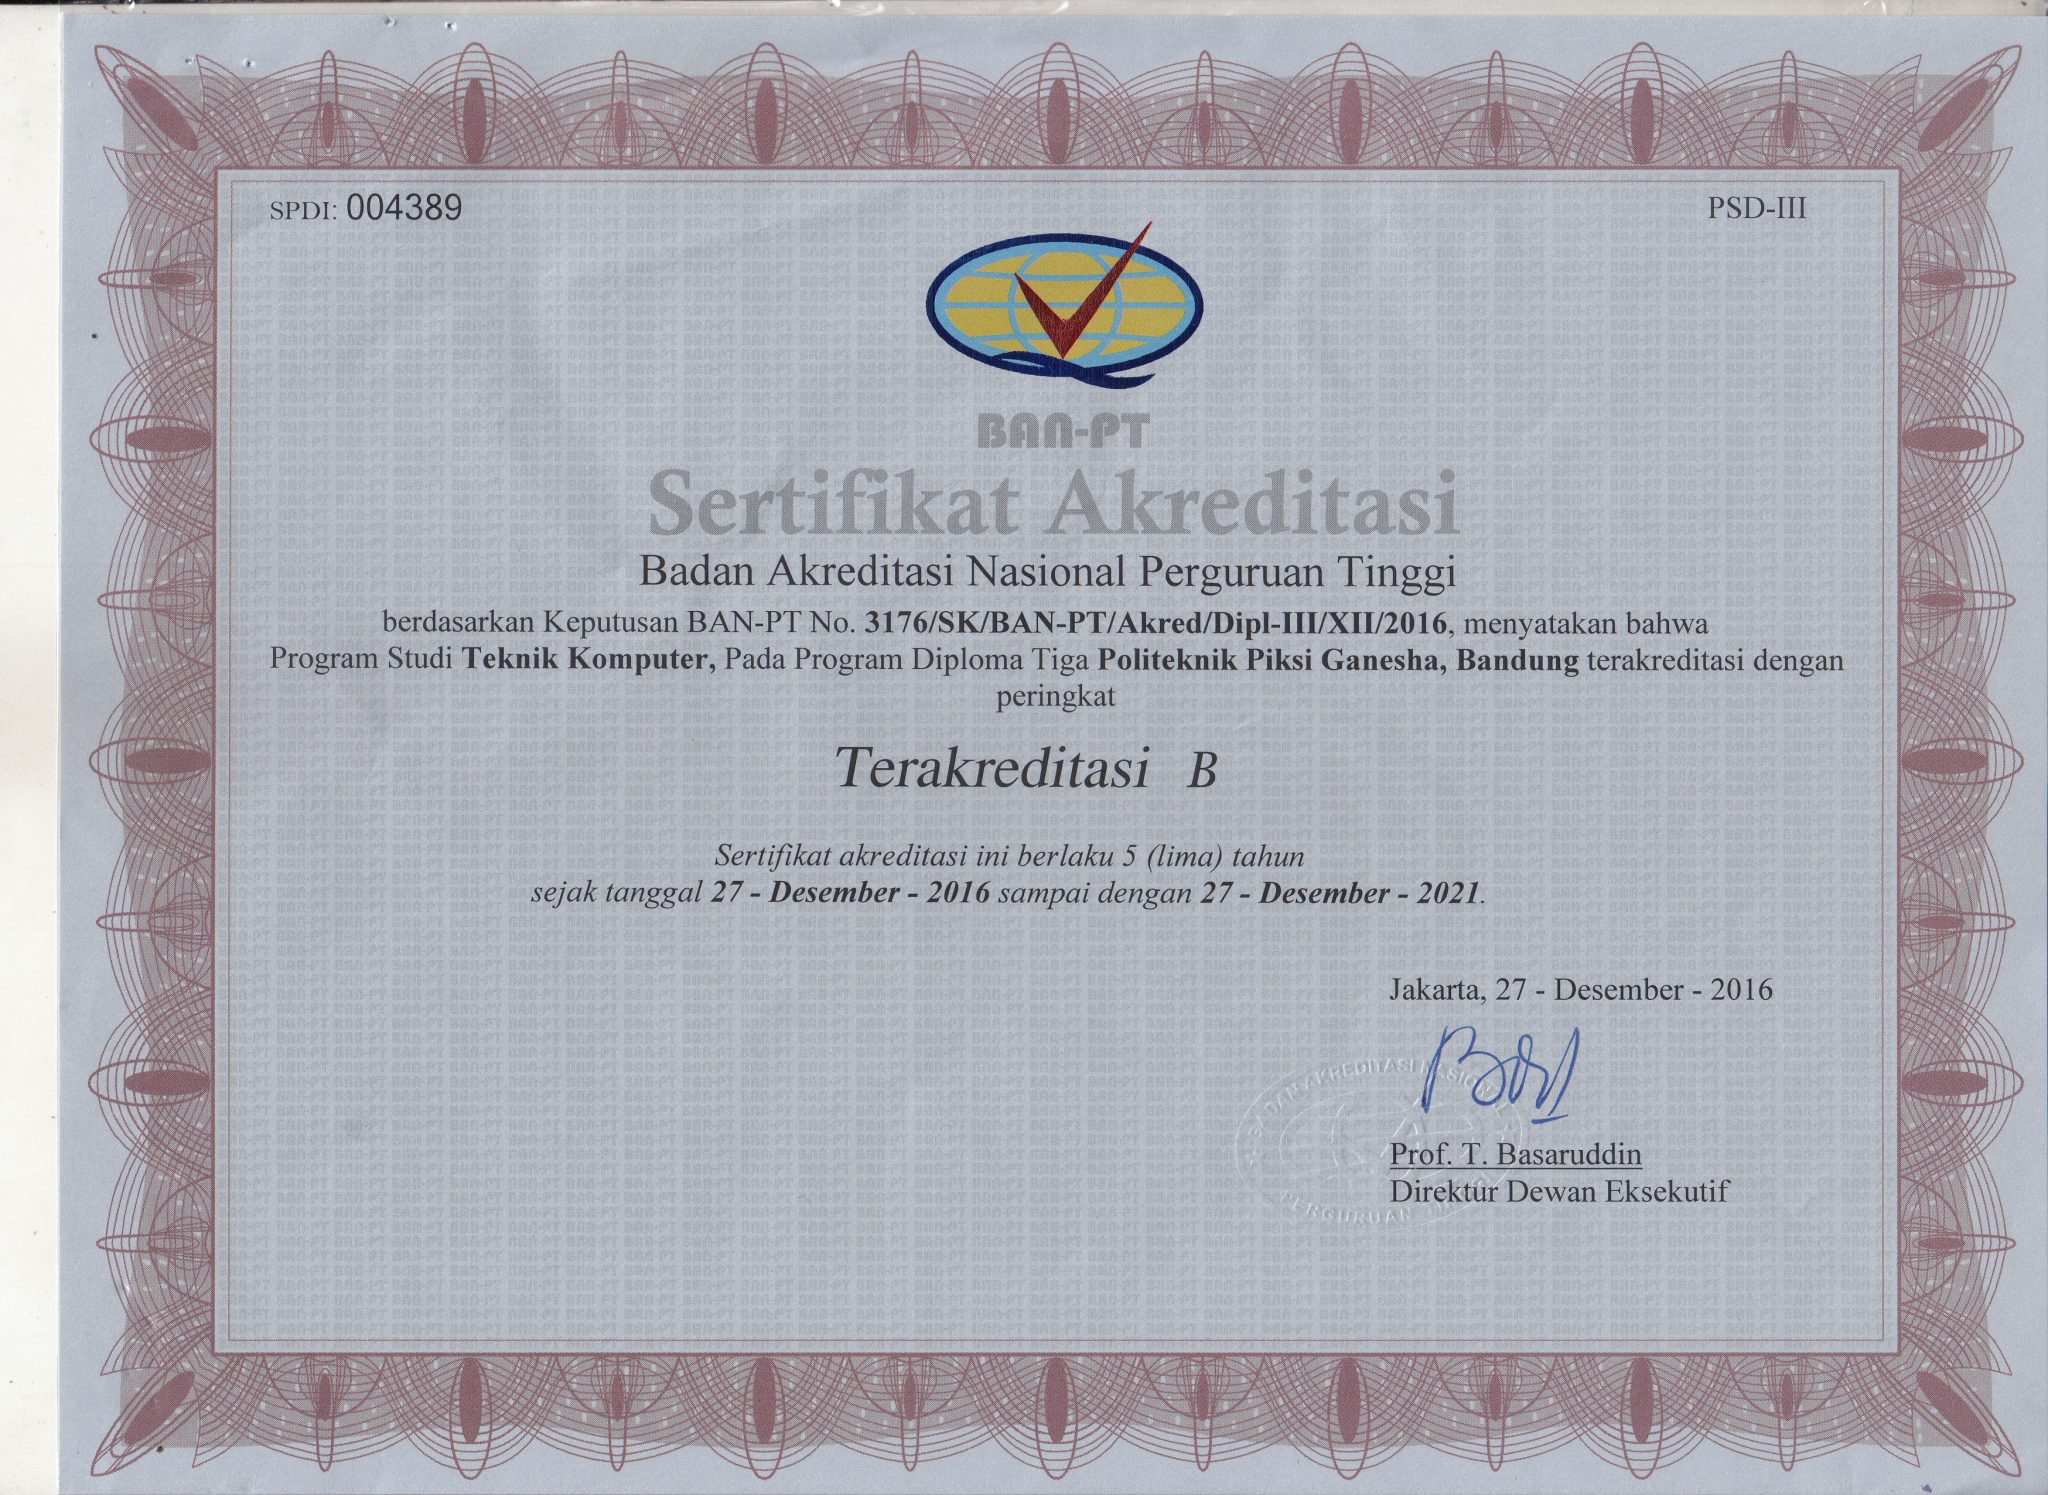 SPDI: 004389
PSD-III
BAN-PT
Sertifikat Akreditasi
Badan Akreditasi Nasional Perguruan Tinggi
berdasarkan Keputusan BAN-PT No. 3176/SK/BAN-PT/Akred/Dipl-III/XII/2016, menyatakan bahwa
Program Studi Teknik Komputer, Pada Program Diploma Tiga Politeknik Piksi Ganesha, Bandung terakreditasi dengan
peringkat
Terakreditasi B
Sertifikat akreditasi ini berlaku 5 (lima) tahun
sejak tanggal 27 - Desember - 2016 sampai dengan 27 - Desember - 2021.
Jakarta, 27 - Desember - 2016
BADAN AKREDITASI NASIONAL
PERGURUAN TINGGI
Prof. T. Basaruddin
Direktur Dewan Eksekutif